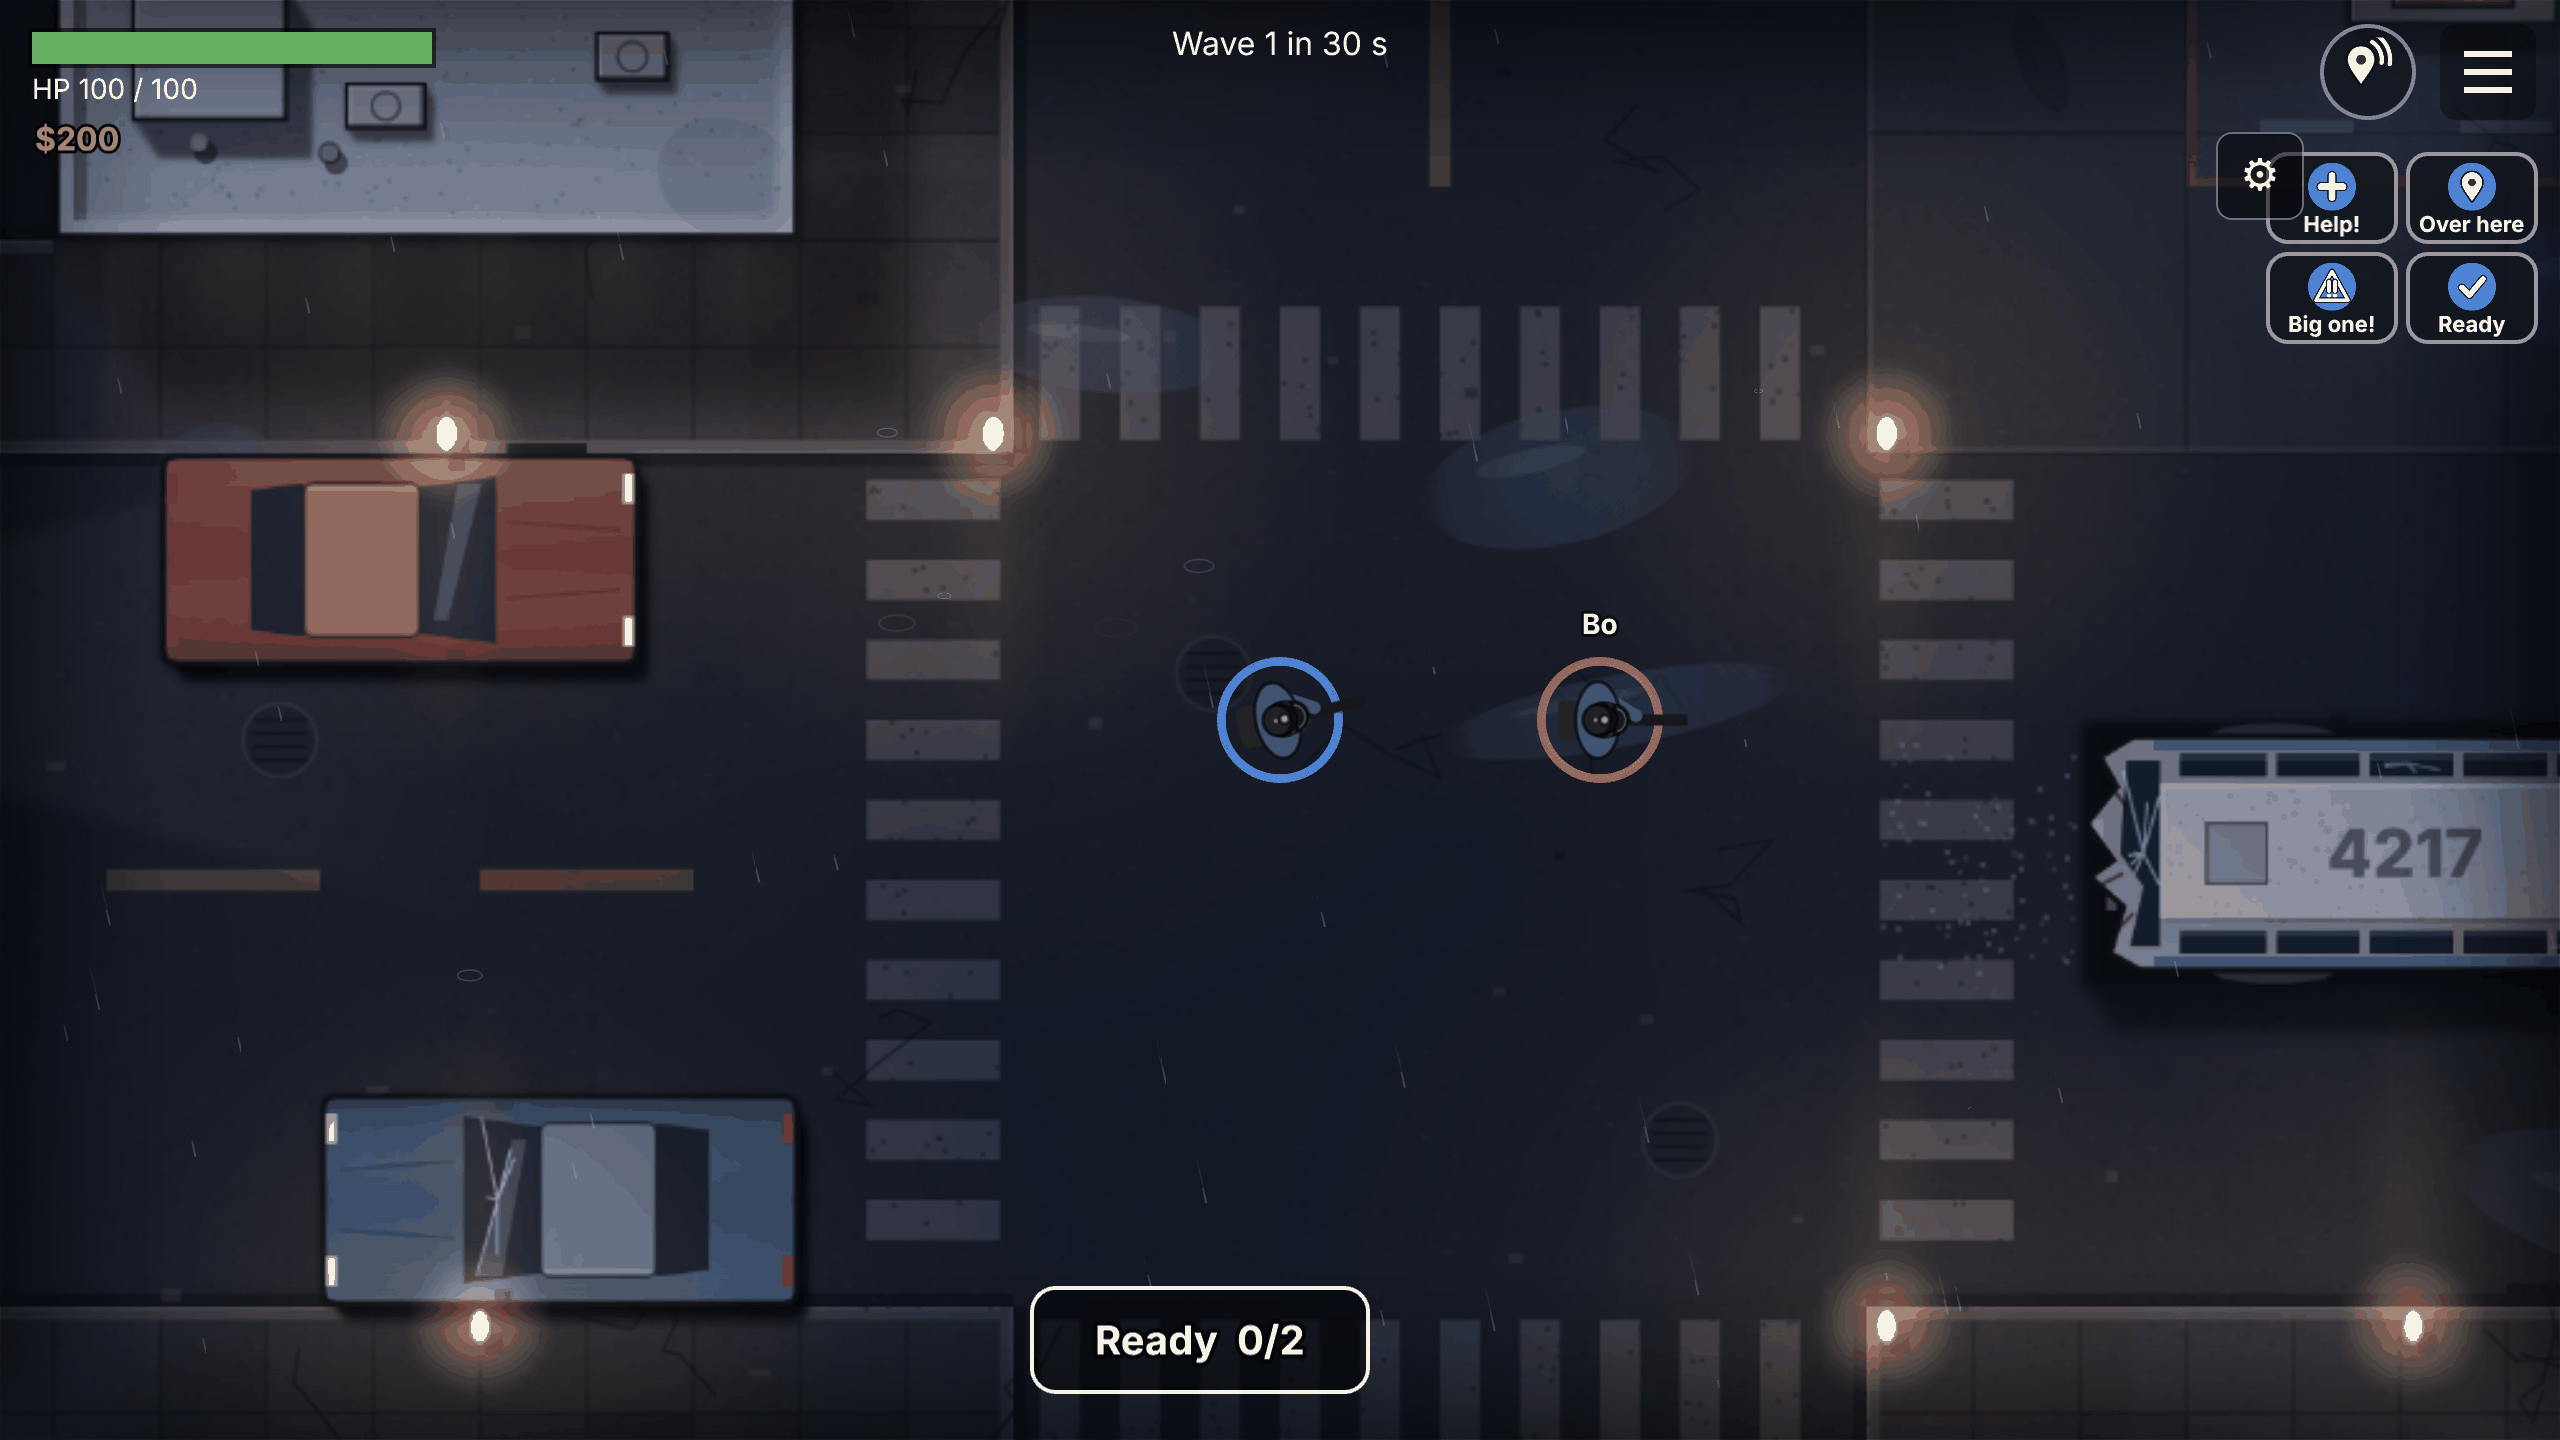 Wave 1 in 30 s
HP 100 / 100
$200
Help!
Over here
Big one!
Ready
Bo
4217
Ready 0/2